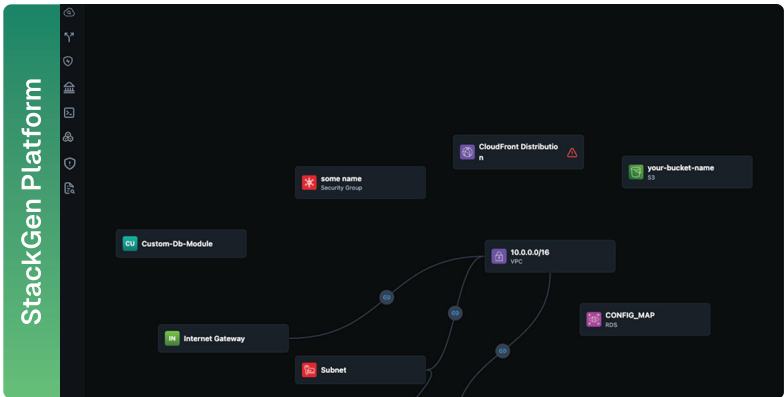 StackGen Platform
CloudFront Distributio
n
your-bucket-name
S3
some name
Security Group
CU
Custom-Db-Module
10.0.0.0/16
VPC
CONFIG_MAP
RDS
IN
Internet Gateway
Subnet